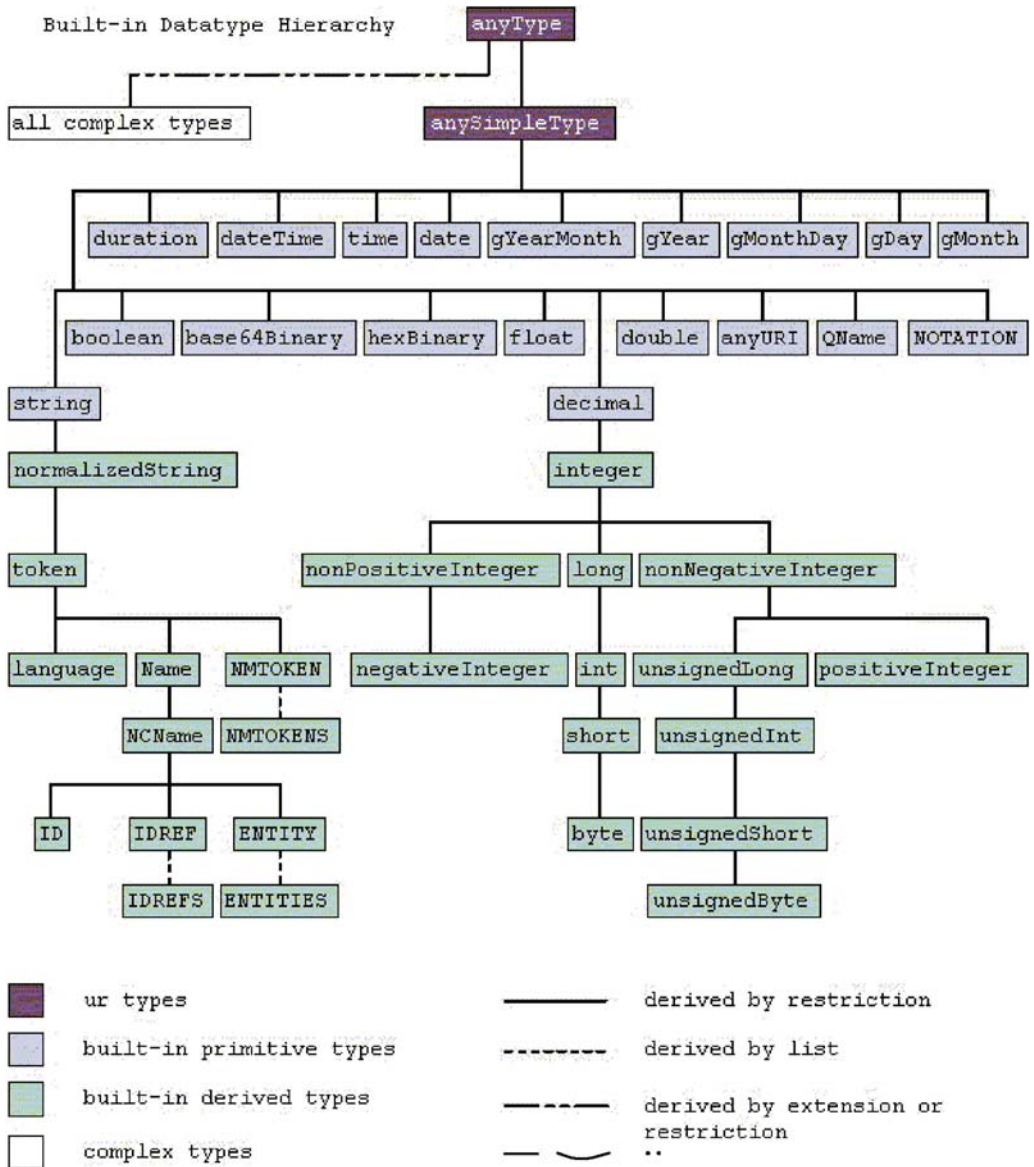 Built-in Datatype Hierarchy
anyType
all complex types
anySimpleType
duration dateTime time date gYearMonth gYear gMonthDay gDay gMonth
boolean base64Binary hexBinary float double anyURI QName NOTATION
string decimal
normalizedString integer
token nonPositiveInteger long nonNegativeInteger
language Name NMTOKEN negativeInteger int unsignedLong positiveInteger
NCName NMTOKENS short unsignedInt
ID IDREF ENTITY byte unsignedShort
IDREFS ENTITIES unsignedByte
ur types derived by restriction
built-in primitive types derived by list
built-in derived types derived by extension or
restriction
complex types